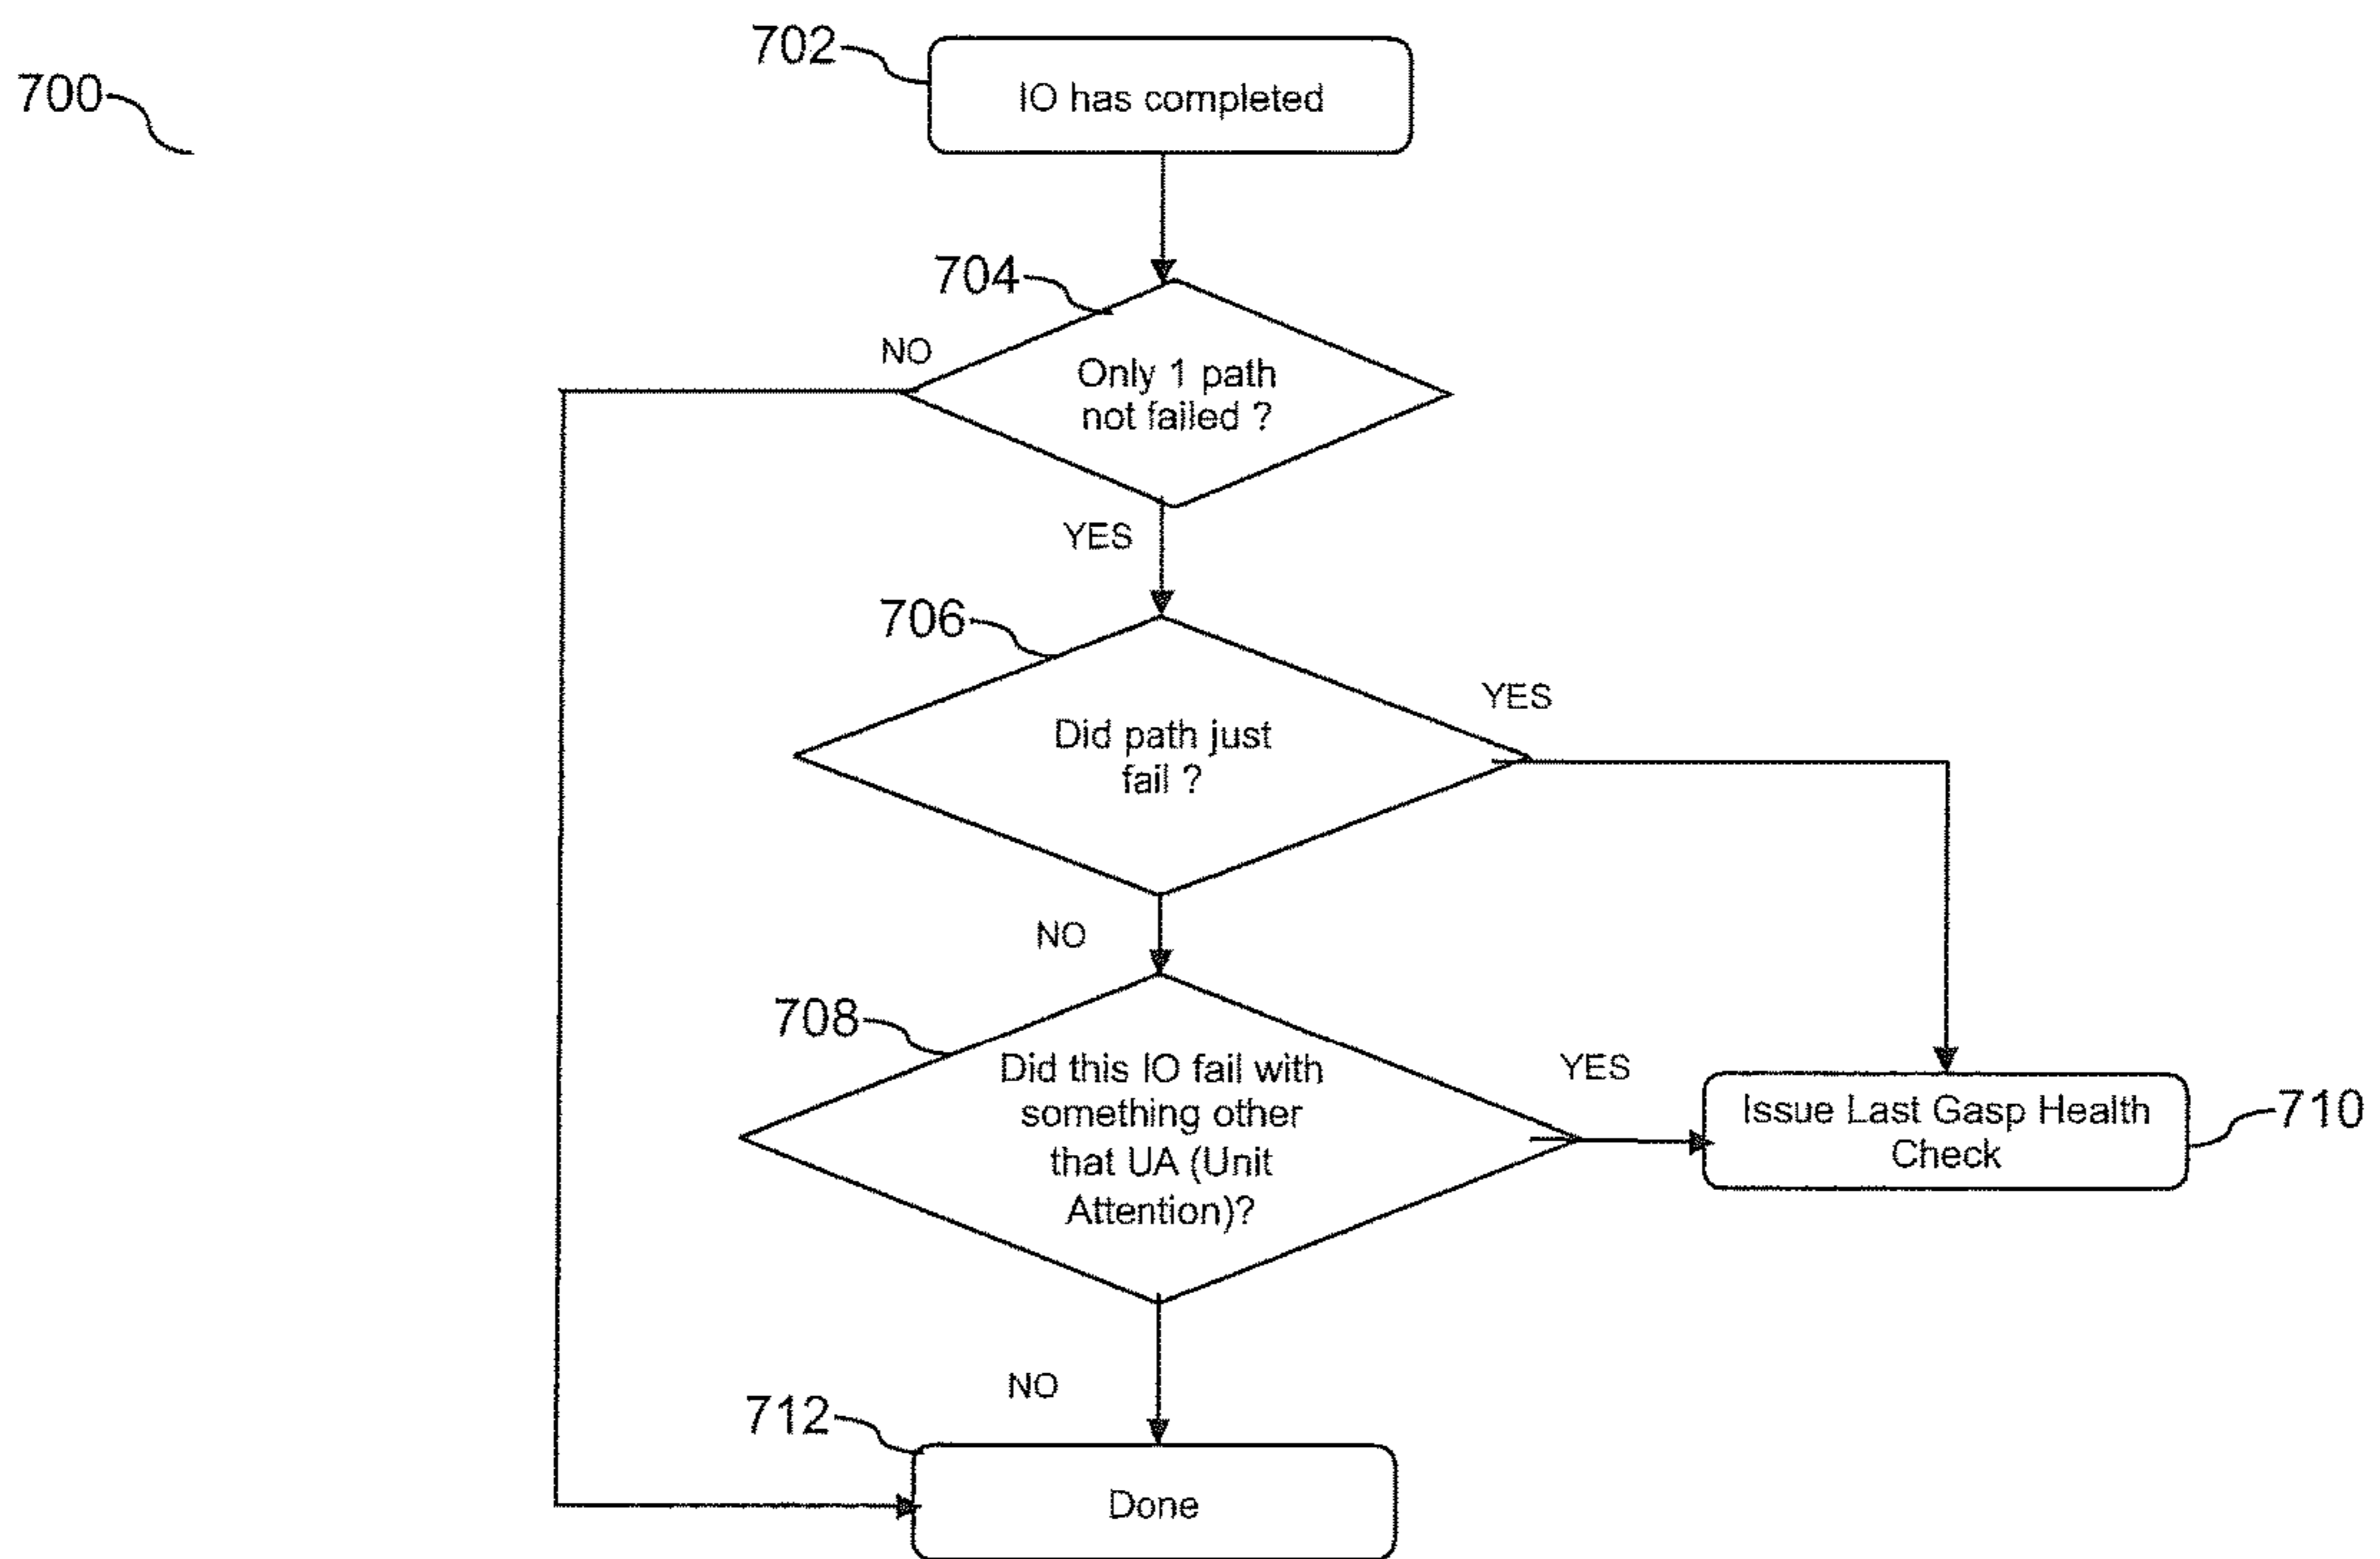 702
700
IO has completed
704
NO
Only 1 path
not failed ?
YES
706
YES
Did path just
fail ?
NO
708
Did this IO fail with
something other
that UA (Unit
Attention)?
YES
Issue Last Gasp Health
Check
710
NO
712
Done